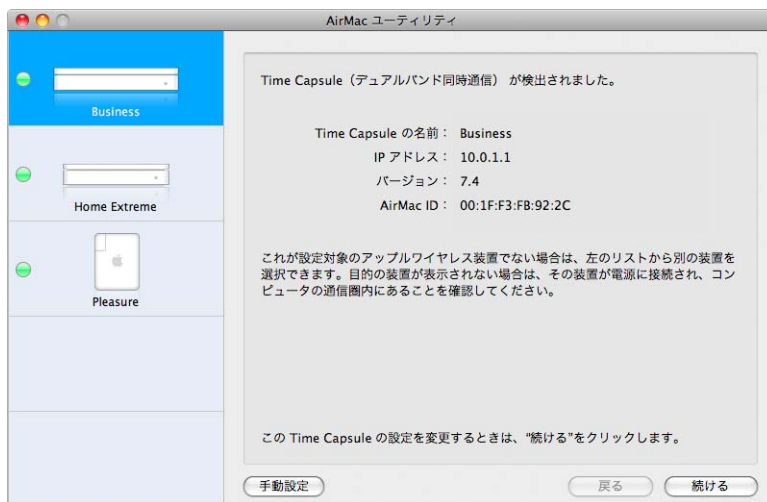 AirMac ユーティリティ
Business
Home Extreme
Pleasure
Time Capsule（デュアルバンド同時通信）が検出されました。
Time Capsule の名前： Business
IP アドレス： 10.0.1.1
バージョン： 7.4
AirMac ID： 00:1F:F3:FB:92:2C
これが設定対象のアップルワイヤレス装置でない場合は、左のリストから別の装置を
選択できます。目的の装置が表示されない場合は、その装置が電源に接続され、コン
ピュータの通信圏内にあることを確認してください。
この Time Capsule の設定を変更するときは、“続ける”をクリックします。
手動設定
戻る
続ける